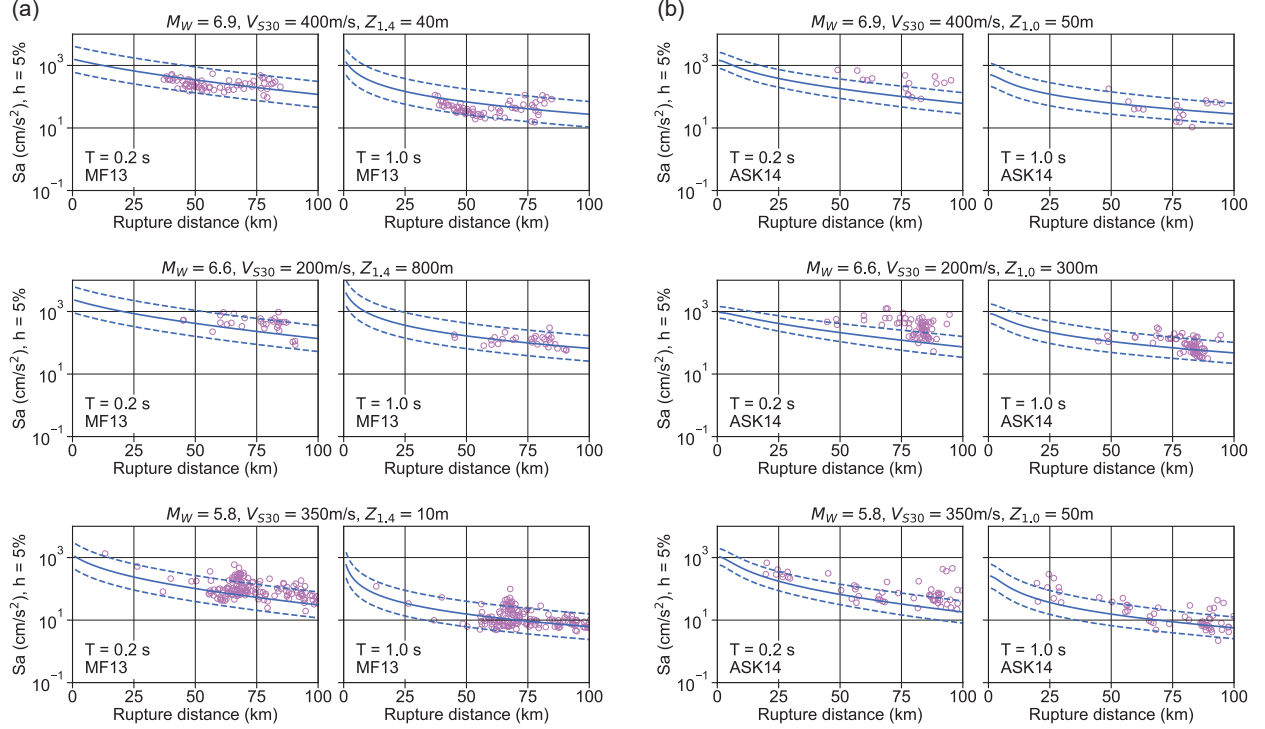 (a)
M_W = 6.9, V_S30 = 400m/s, Z_1.4 = 40m
Sa (cm/s²), h = 5%
10³
10¹
10⁻¹
T = 0.2 s
MF13
0 25 50 75 100
Rupture distance (km)
T = 1.0 s
MF13
0 25 50 75 100
Rupture distance (km)
M_W = 6.6, V_S30 = 200m/s, Z_1.4 = 800m
Sa (cm/s²), h = 5%
10³
10¹
10⁻¹
T = 0.2 s
MF13
0 25 50 75 100
Rupture distance (km)
T = 1.0 s
MF13
0 25 50 75 100
Rupture distance (km)
M_W = 5.8, V_S30 = 350m/s, Z_1.4 = 10m
Sa (cm/s²), h = 5%
10³
10¹
10⁻¹
T = 0.2 s
MF13
0 25 50 75 100
Rupture distance (km)
T = 1.0 s
MF13
0 25 50 75 100
Rupture distance (km)
(b)
M_W = 6.9, V_S30 = 400m/s, Z_1.0 = 50m
Sa (cm/s²), h = 5%
10³
10¹
10⁻¹
T = 0.2 s
ASK14
0 25 50 75 100
Rupture distance (km)
T = 1.0 s
ASK14
0 25 50 75 100
Rupture distance (km)
M_W = 6.6, V_S30 = 200m/s, Z_1.0 = 300m
Sa (cm/s²), h = 5%
10³
10¹
10⁻¹
T = 0.2 s
ASK14
0 25 50 75 100
Rupture distance (km)
T = 1.0 s
ASK14
0 25 50 75 100
Rupture distance (km)
M_W = 5.8, V_S30 = 350m/s, Z_1.0 = 50m
Sa (cm/s²), h = 5%
10³
10¹
10⁻¹
T = 0.2 s
ASK14
0 25 50 75 100
Rupture distance (km)
T = 1.0 s
ASK14
0 25 50 75 100
Rupture distance (km)